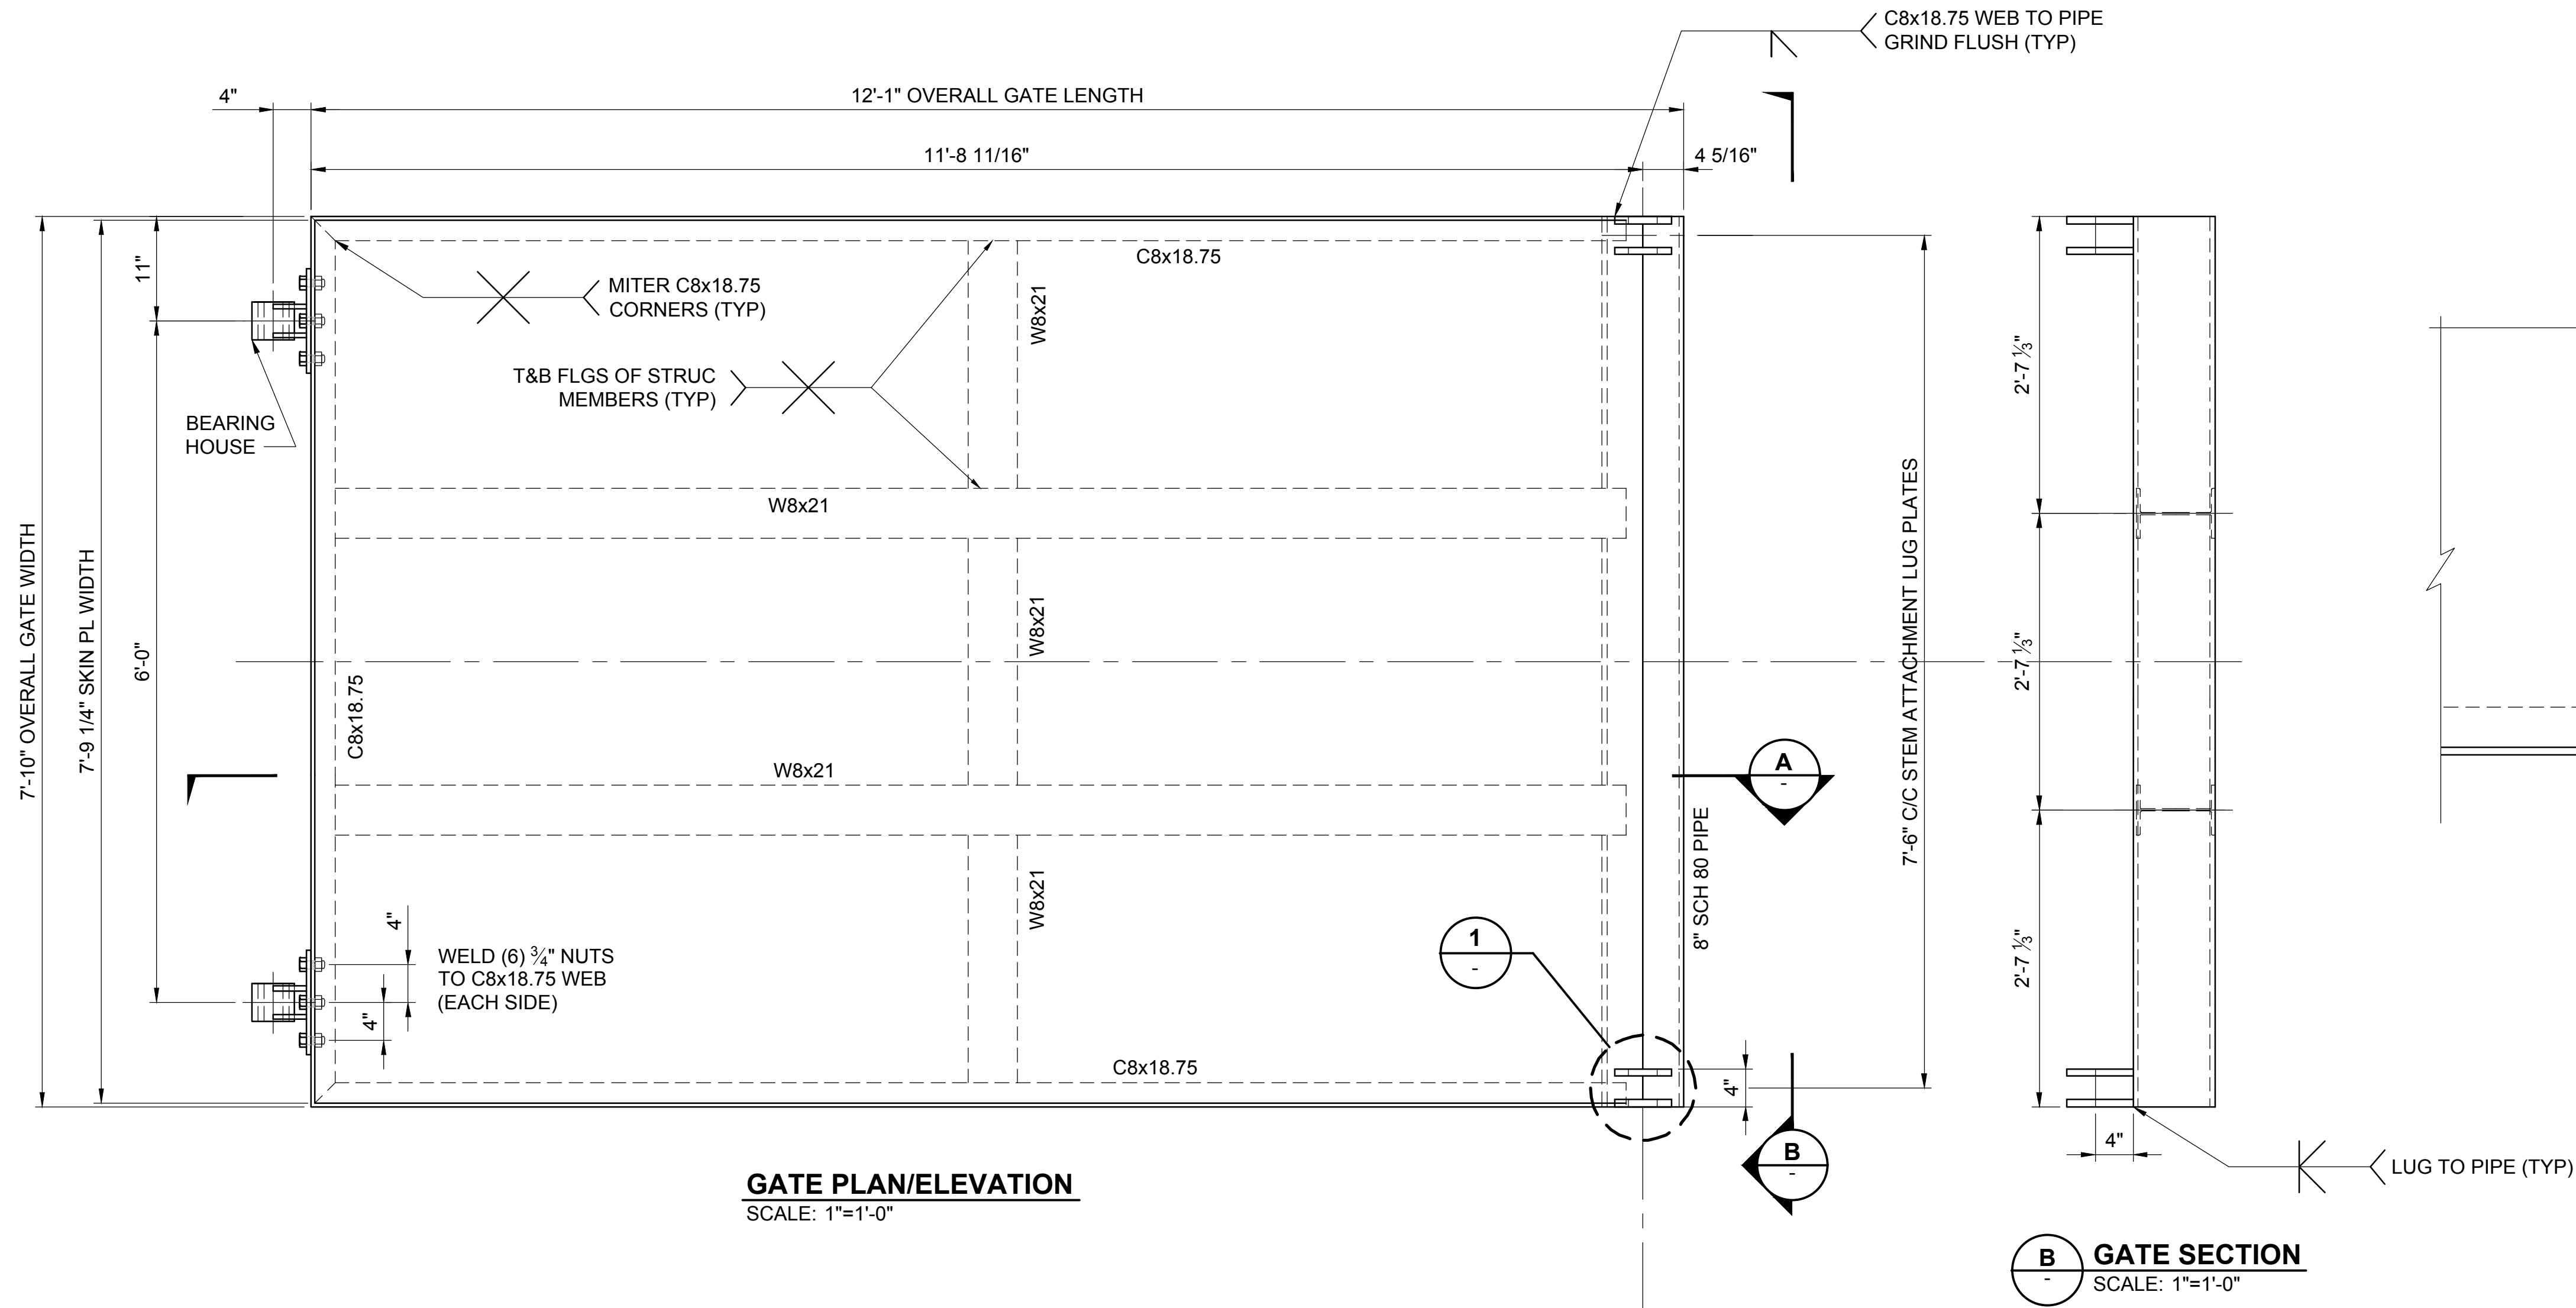 C8x18.75 WEB TO PIPE
GRIND FLUSH (TYP)
4"
12'-1" OVERALL GATE LENGTH
11'-8 11/16"
4 5/16"
11"
C8x18.75
MITER C8x18.75
CORNERS (TYP)
W8x21
T&B FLGS OF STRUC
MEMBERS (TYP)
BEARING
HOUSE
W8x21
7'-10" OVERALL GATE WIDTH
7'-9 1/4" SKIN PL WIDTH
6'-0"
C8x18.75
W8x21
W8x21
7'-6" C/C STEM ATTACHMENT LUG PLATES
A
-
8" SCH 80 PIPE
W8x21
4"
WELD (6) ¾" NUTS
TO C8x18.75 WEB
(EACH SIDE)
4"
1
-
C8x18.75
4"
B
-
2'-7 ⅓"
2'-7 ⅓"
2'-7 ⅓"
4"
LUG TO PIPE (TYP)
GATE PLAN/ELEVATION
SCALE: 1"=1'-0"
B
-
GATE SECTION
SCALE: 1"=1'-0"